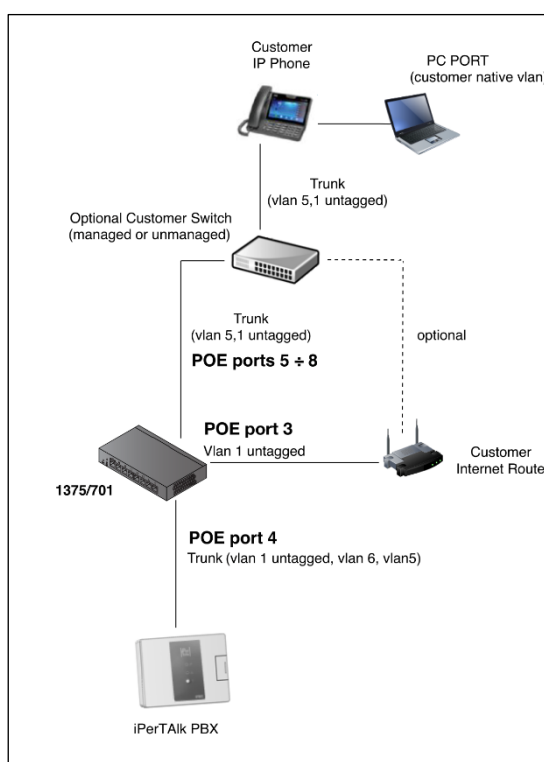 Customer
IP Phone
PC PORT
(customer native vlan)
Trunk
(vlan 5,1 untagged)
Optional Customer Switch
(managed or unmanaged)
Trunk
(vlan 5,1 untagged)
optional
POE ports 5 ÷ 8
POE port 3
Vlan 1 untagged
Customer
Internet Route
1375/701
POE port 4
Trunk (vlan 1 untagged, vlan 6, vlan5)
iPerTAlk PBX